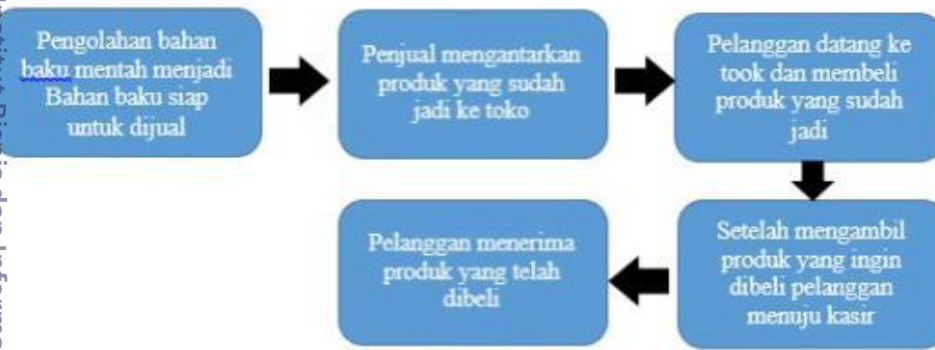 Pengolahan bahan
baku mentah menjadi
Bahan baku siap
untuk dijual
Penjual mengantarkan
produk yang sudah
jadi ke toko
Pelanggan datang ke
took dan membeli
produk yang sudah
jadi
Setelah mengambil
produk yang ingin
dibeli pelanggan
menuju kasir
Pelanggan menerima
produk yang telah
dibeli